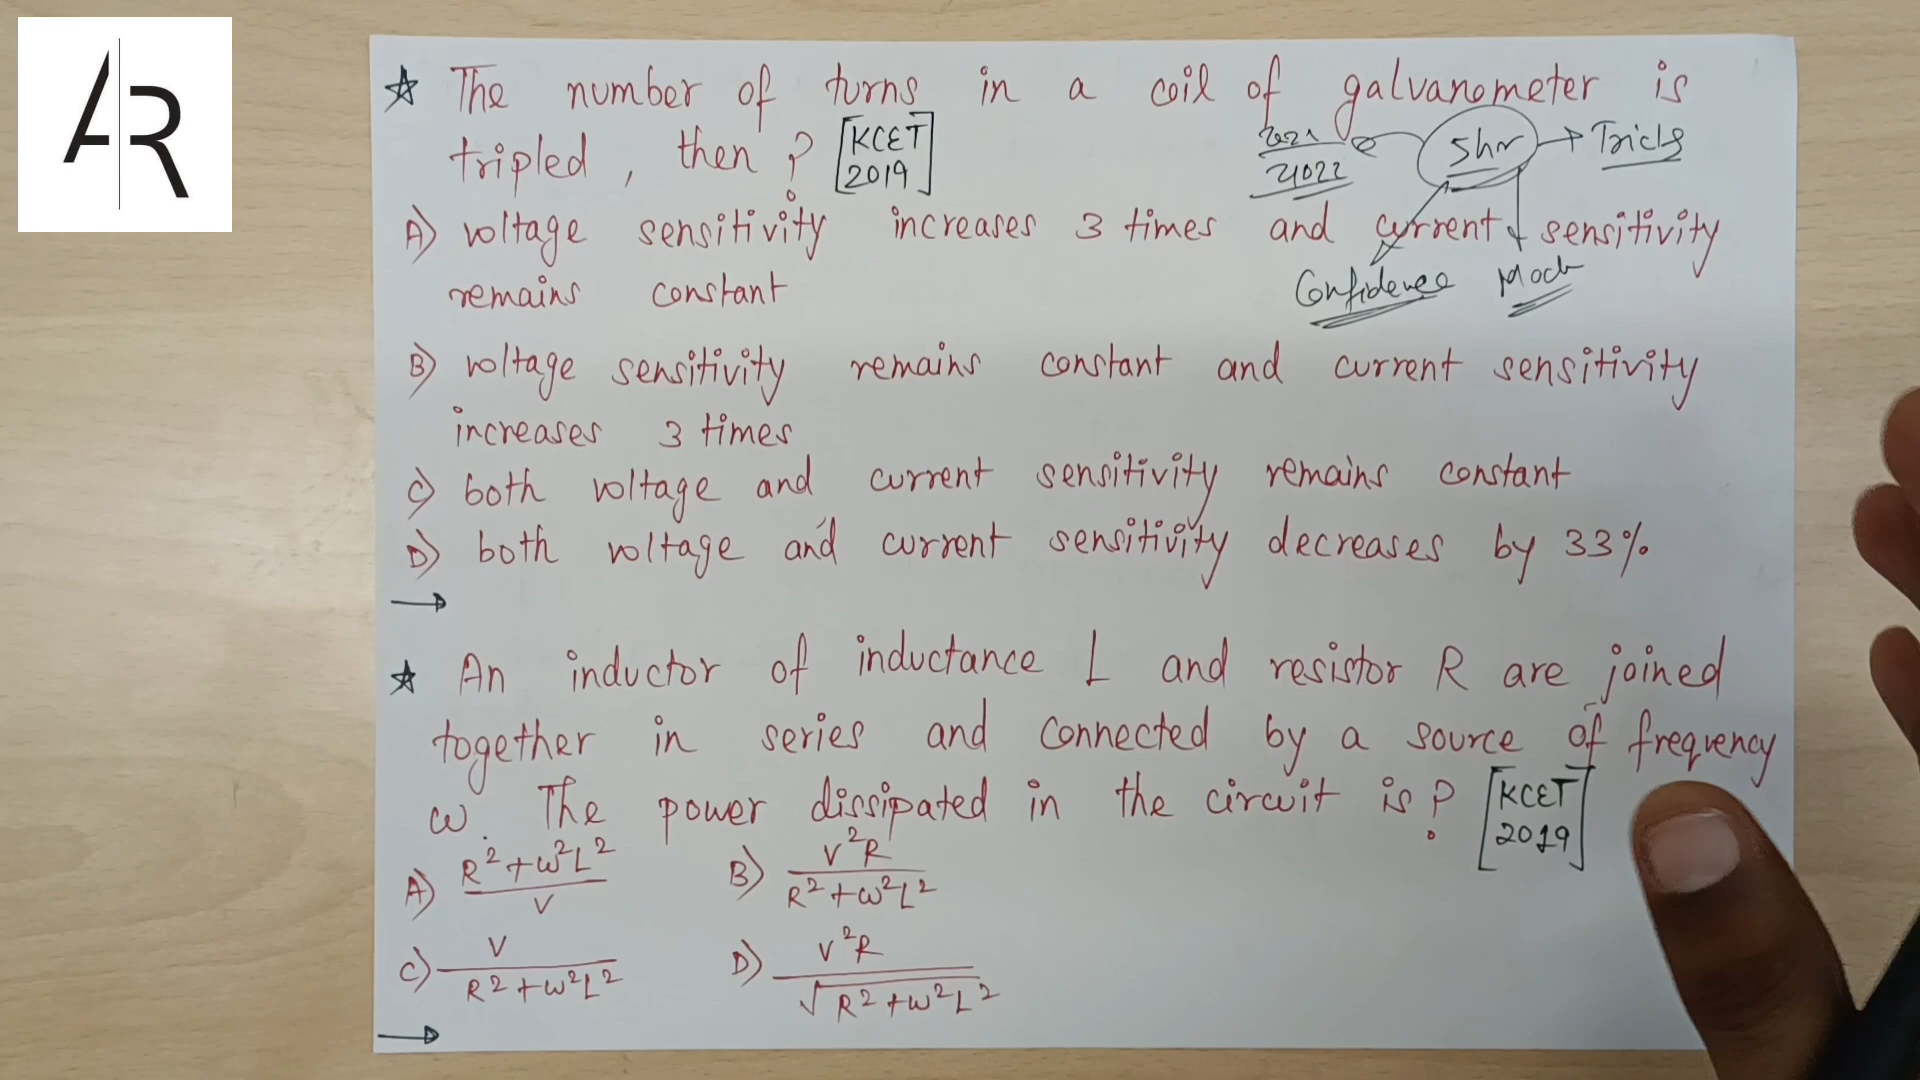 AR
☆ The number of turns in a coil of galvanometer is
tripled, then ? [KCET 2019]
2021
2022
5hr → Tricks
Confidence
Mock
A) voltage sensitivity increases 3 times and current sensitivity
remains constant
B) voltage sensitivity remains constant and current sensitivity
increases 3 times
C) both voltage and current sensitivity remains constant
D) both voltage and current sensitivity decreases by 33%
→
☆ An inductor of inductance L and resistor R are joined
together in series and connected by a source of frequency
ω. The power dissipated in the circuit is ? [KCET 2019]
A) R²+ω²L² / V B) V²R / R²+ω²L²
C) V / R²+ω²L² D) V²R / √R²+ω²L²
→